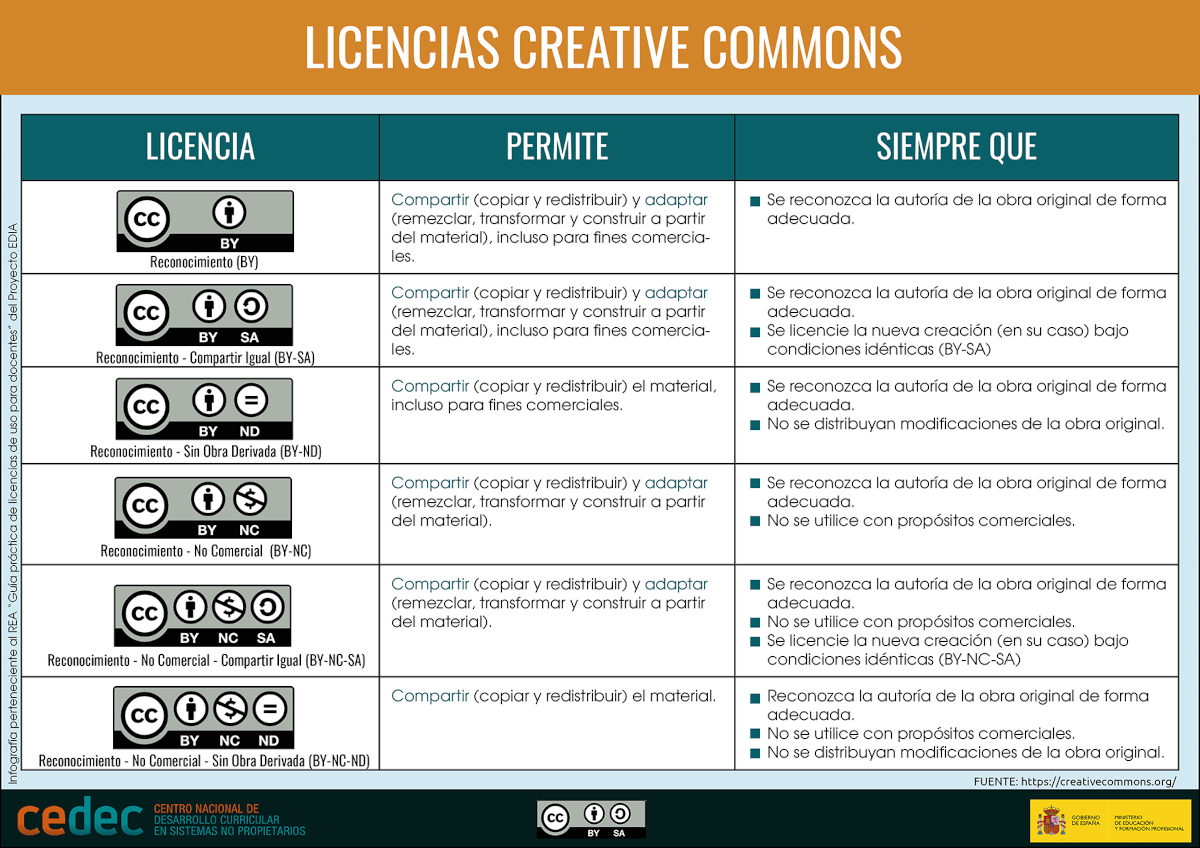 LICENCIAS CREATIVE COMMONS
LICENCIA
PERMITE
SIEMPRE QUE
cc
BY
Reconocimiento (BY)
Compartir (copiar y redistribuir) y adaptar
(remezclar, transformar y construir a partir
del material), incluso para fines comercia-
les.
Se reconozca la autoría de la obra original de forma
adecuada.
cc
BY SA
Reconocimiento - Compartir Igual (BY-SA)
Compartir (copiar y redistribuir) y adaptar
(remezclar, transformar y construir a partir
del material), incluso para fines comercia-
les.
Se reconozca la autoría de la obra original de forma
adecuada.
Se licencie la nueva creación (en su caso) bajo
condiciones idénticas (BY-SA)
cc
BY ND
Reconocimiento - Sin Obra Derivada (BY-ND)
Compartir (copiar y redistribuir) el material,
incluso para fines comerciales.
Se reconozca la autoría de la obra original de forma
adecuada.
No se distribuyan modificaciones de la obra original.
cc
BY NC
Reconocimiento - No Comercial (BY-NC)
Compartir (copiar y redistribuir) y adaptar
(remezclar, transformar y construir a partir
del material).
Se reconozca la autoría de la obra original de forma
adecuada.
No se utilice con propósitos comerciales.
cc
BY NC SA
Reconocimiento - No Comercial - Compartir Igual (BY-NC-SA)
Compartir (copiar y redistribuir) y adaptar
(remezclar, transformar y construir a partir
del material).
Se reconozca la autoría de la obra original de forma
adecuada.
No se utilice con propósitos comerciales.
Se licencie la nueva creación (en su caso) bajo
condiciones idénticas (BY-NC-SA)
cc
BY NC ND
Reconocimiento - No Comercial - Sin Obra Derivada (BY-NC-ND)
Compartir (copiar y redistribuir) el material.
Reconozca la autoría de la obra original de forma
adecuada.
No se utilice con propósitos comerciales.
No se distribuyan modificaciones de la obra original.
Infografía perteneciente al REA "Guía práctica de licencias de uso para docentes" del Proyecto EDIA
FUENTE: https://creativecommons.org/
cedec
CENTRO NACIONAL DE
DESARROLLO CURRICULAR
EN SISTEMAS NO PROPIETARIOS
cc
BY SA
GOBIERNO
DE ESPAÑA
MINISTERIO
DE EDUCACIÓN
Y FORMACIÓN PROFESIONAL